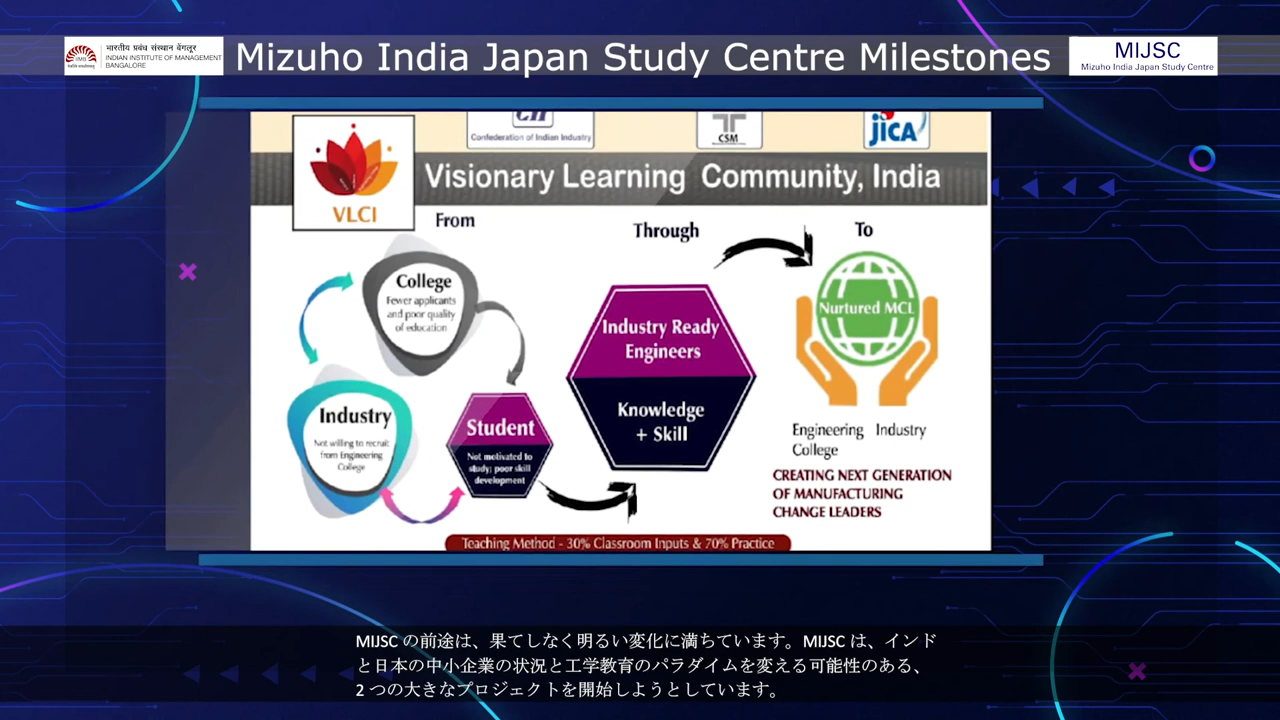 भारतीय प्रबंध संस्थान बेंगलूर
INDIAN INSTITUTE OF MANAGEMENT
BANGALORE
IIMB
Mizuho India Japan Study Centre Milestones
MIJSC
Mizuho India Japan Study Centre
CII
Confederation of Indian Industry
CSM
JICA
VLCI
Visionary Learning Community, India
From
Through
To
College
Fewer applicants
and poor quality
of education
Industry
Not willing to recruit
from Engineering
College
Student
Not motivated to
study; poor skill
development
Industry Ready
Engineers
Knowledge
+ Skill
Nurtured MCL
Engineering College
Industry
CREATING NEXT GENERATION
OF MANUFACTURING
CHANGE LEADERS
Teaching Method - 30% Classroom Inputs & 70% Practice
MIJSC の前途は、果てしなく明るい変化に満ちています。MIJSC は、インド
と日本の中小企業の状況と工学教育のパラダイムを変える可能性のある、
2 つの大きなプロジェクトを開始しようとしています。